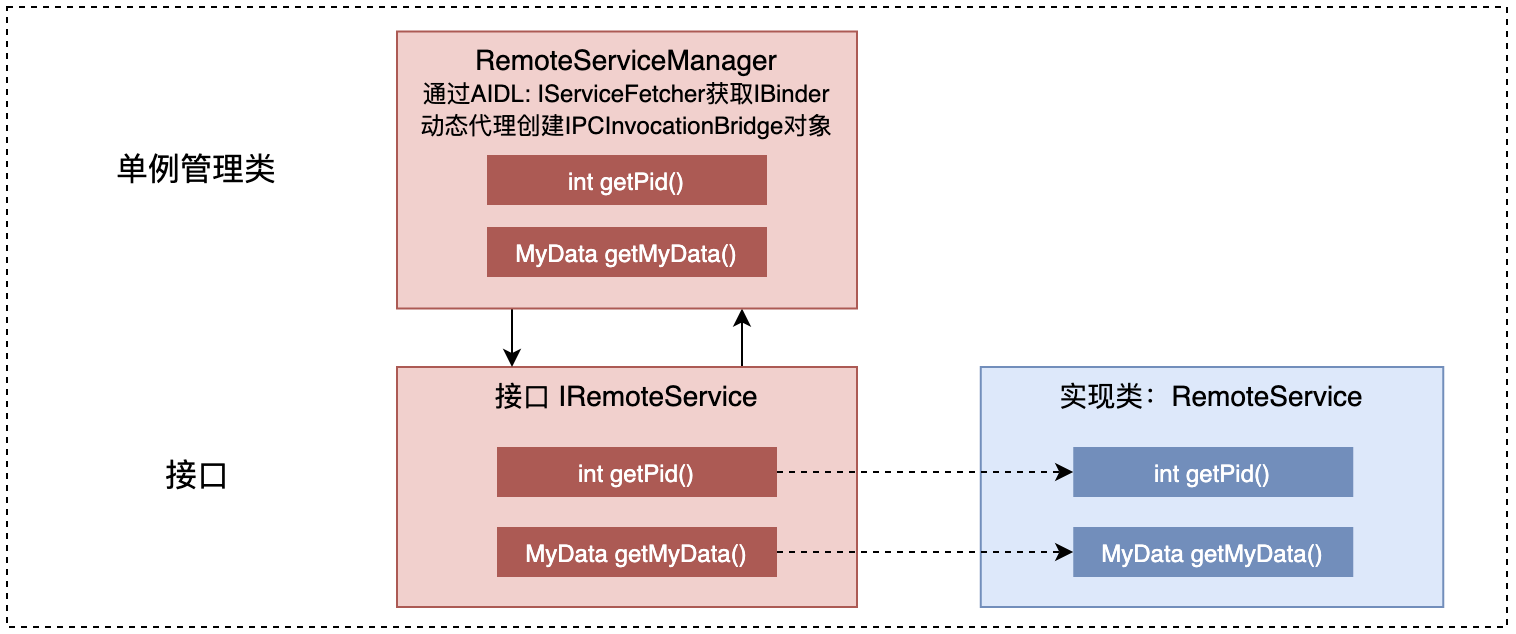 RemoteServiceManager
通过AIDL: IServiceFetcher获取IBinder
动态代理创建IPCInvocationBridge对象
单例管理类
int getPid()
MyData getMyData()
接口 IRemoteService
实现类：RemoteService
接口
int getPid()
int getPid()
MyData getMyData()
MyData getMyData()